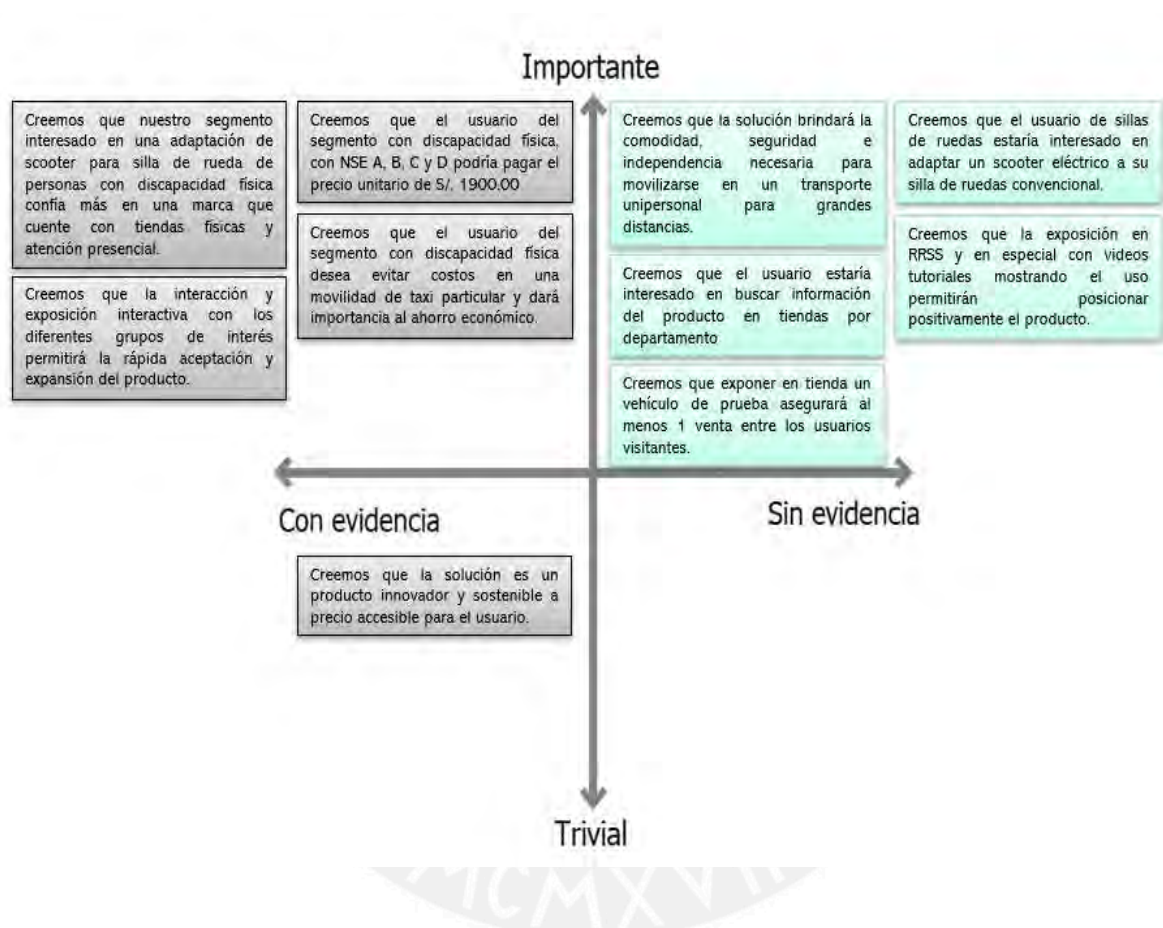 Importante
Creemos que nuestro segmento
interesado en una adaptación de
scooter para silla de rueda de
personas con discapacidad física
confía más en una marca que
cuente con tiendas físicas y
atención presencial.
Creemos que la interacción y
exposición interactiva con los
diferentes grupos de interés
permitirá la rápida aceptación y
expansión del producto.
Creemos que el usuario del
segmento con discapacidad física,
con NSE A, B, C y D podría pagar el
precio unitario de S/. 1900.00
Creemos que el usuario del
segmento con discapacidad física
desea evitar costos en una
movilidad de taxi particular y dará
importancia al ahorro económico.
Creemos que la solución brindará la
comodidad, seguridad e
independencia necesaria para
movilizarse en un transporte
unipersonal para grandes
distancias.
Creemos que el usuario estaría
interesado en buscar información
del producto en tiendas por
departamento
Creemos que exponer en tienda un
vehículo de prueba asegurará al
menos 1 venta entre los usuarios
visitantes.
Creemos que el usuario de sillas
de ruedas estaría interesado en
adaptar un scooter eléctrico a su
silla de ruedas convencional.
Creemos que la exposición en
RRSS y en especial con videos
tutoriales mostrando el uso
permitirán posicionar
positivamente el producto.
Con evidencia
Sin evidencia
Creemos que la solución es un
producto innovador y sostenible a
precio accesible para el usuario.
Trivial
MCMXVII